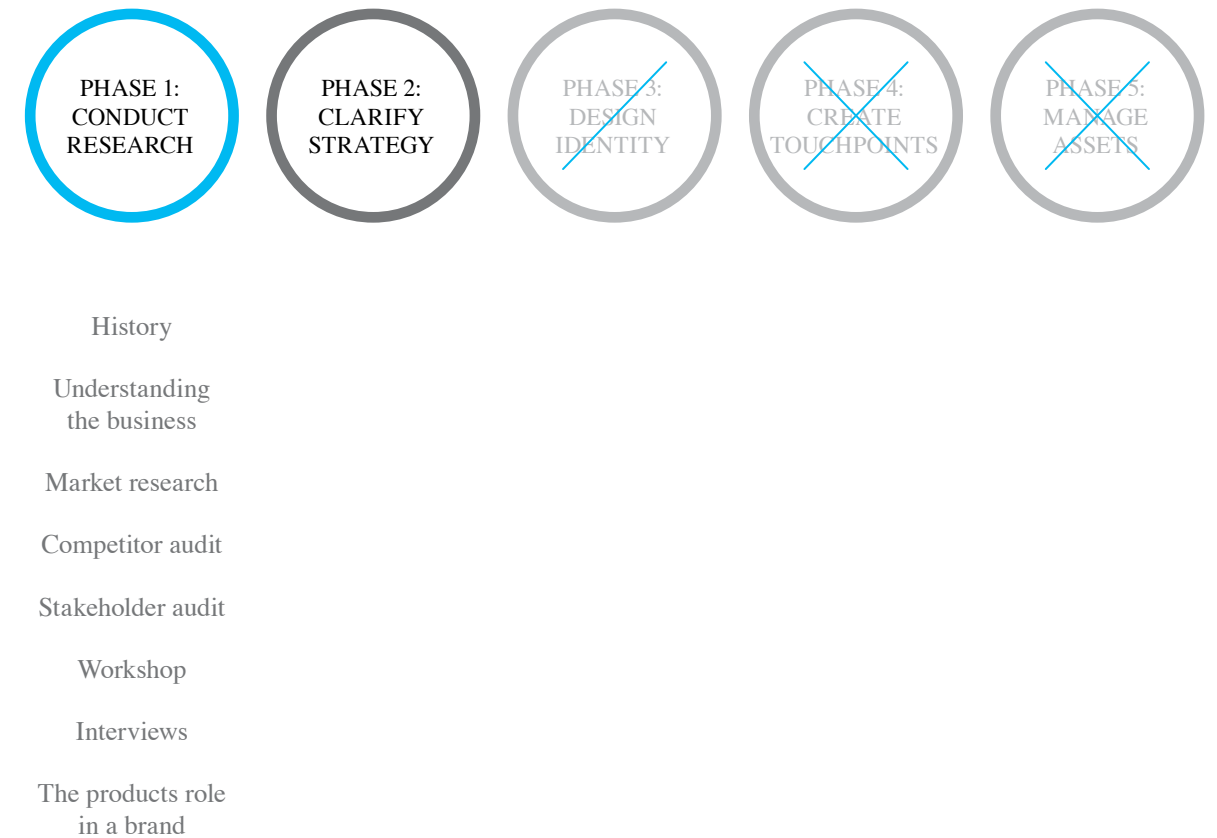 PHASE 1:
CONDUCT
RESEARCH
PHASE 2:
CLARIFY
STRATEGY
PHASE 3:
DESIGN
IDENTITY
PHASE 4:
CREATE
TOUCHPOINTS
PHASE 5:
MANAGE
ASSETS
History
Understanding
the business
Market research
Competitor audit
Stakeholder audit
Workshop
Interviews
The products role
in a brand